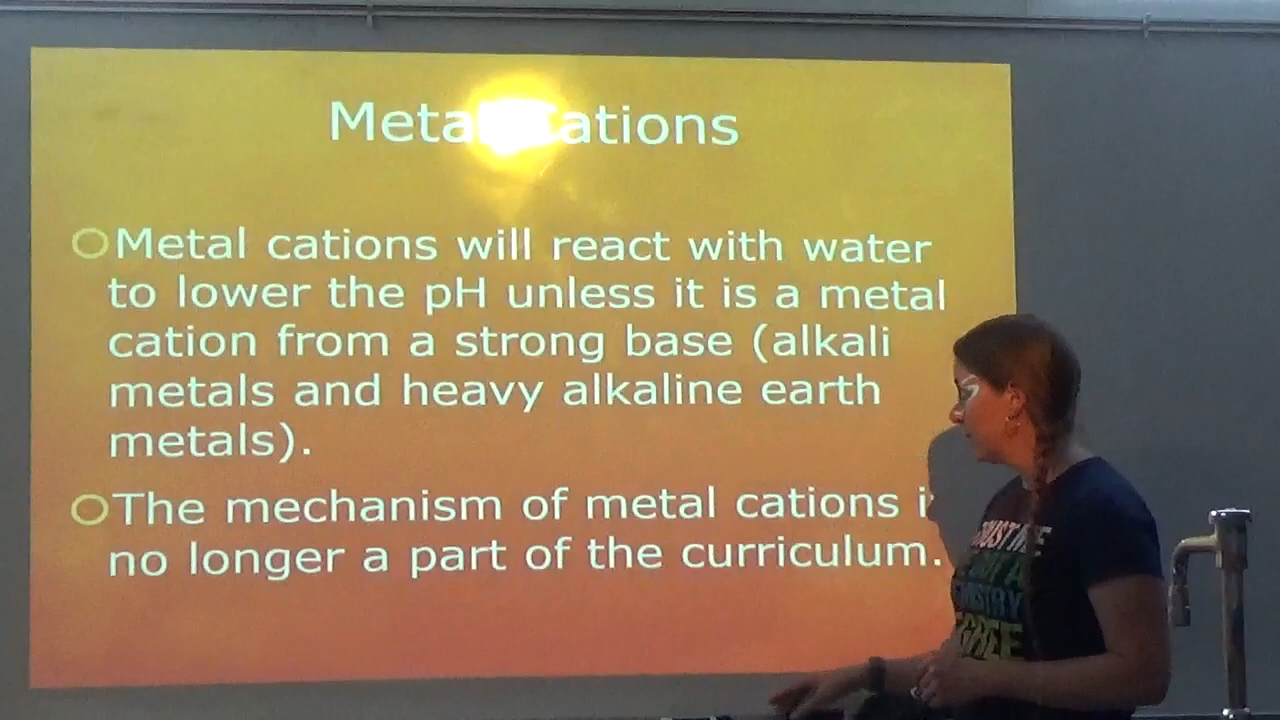 Metal Cations
Metal cations will react with water
to lower the pH unless it is a metal
cation from a strong base (alkali
metals and heavy alkaline earth
metals).
The mechanism of metal cations
no longer a part of the curriculum.